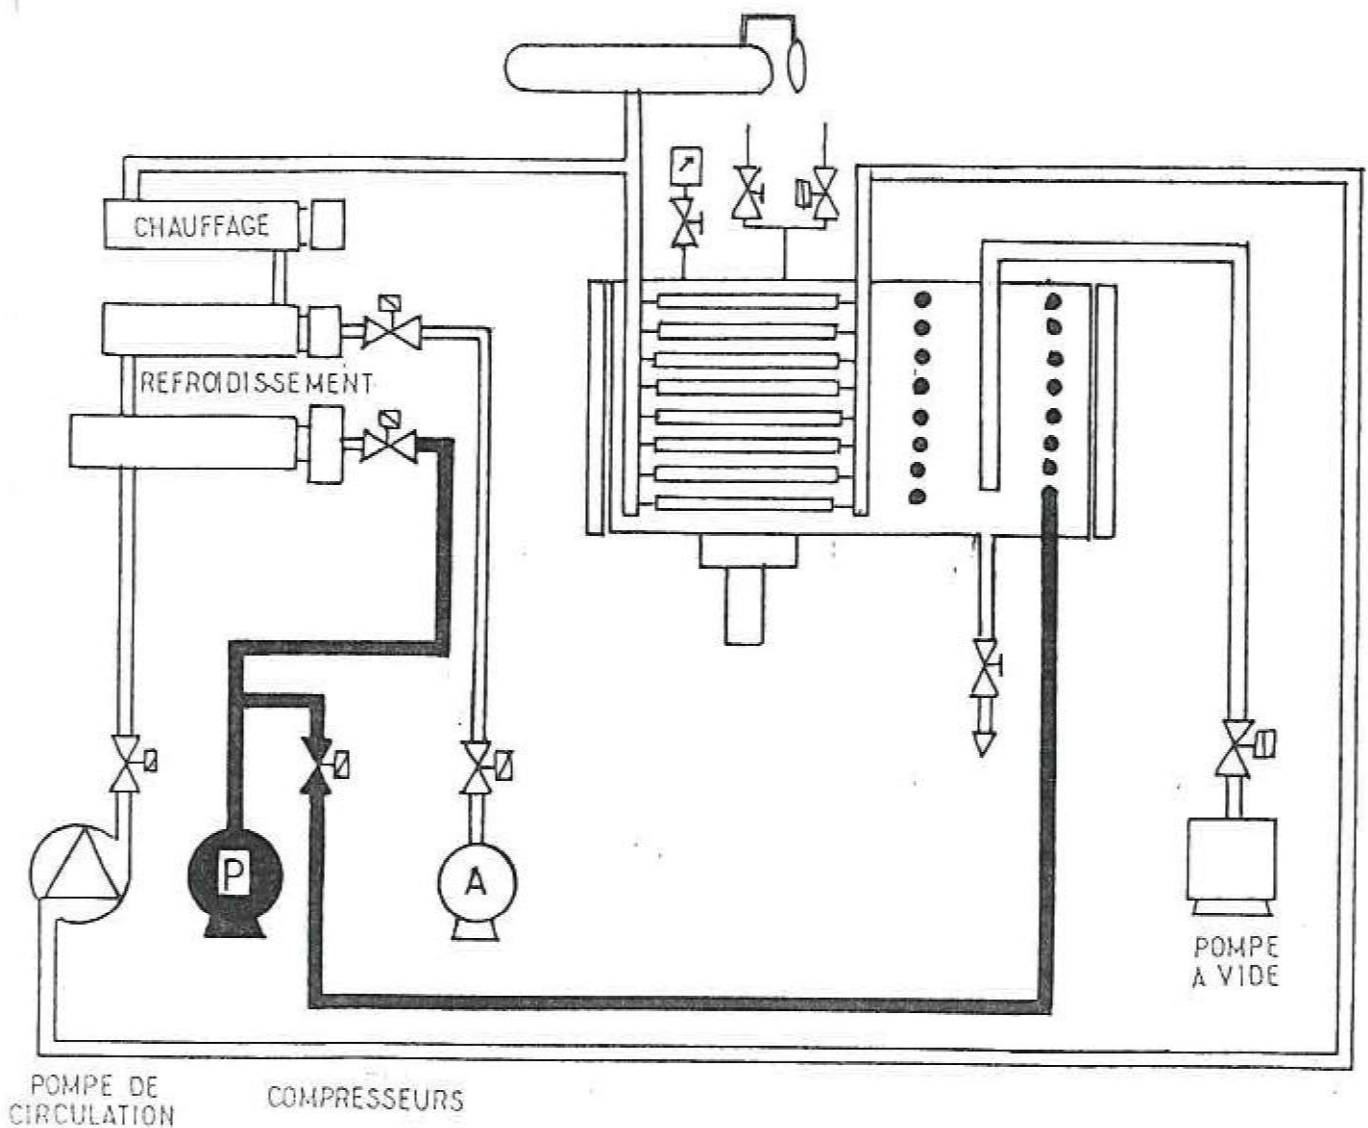 CHAUFFAGE
REFROIDISSEMENT
P
A
POMPE
A VIDE
POMPE DE
CIRCULATION
COMPRESSEURS